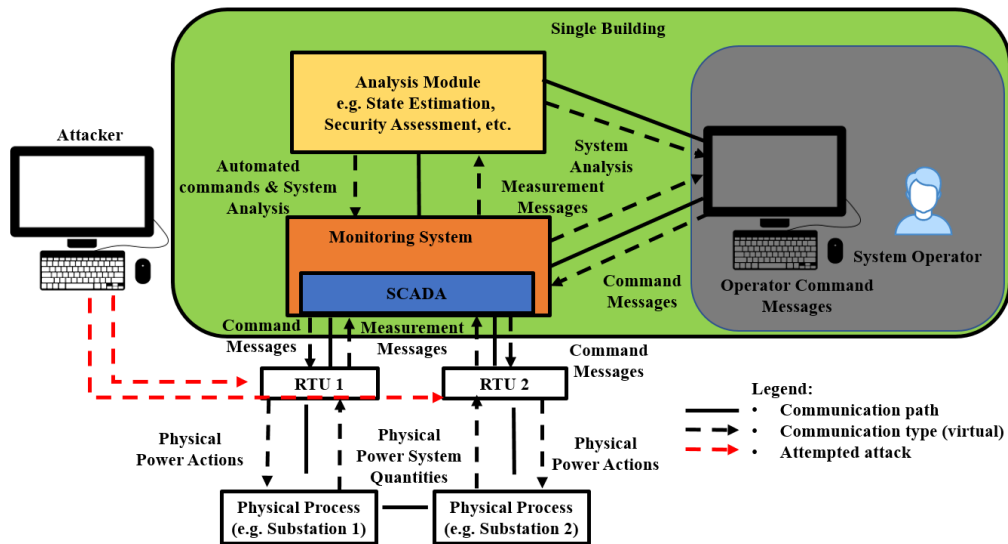 Single Building
Analysis Module
e.g. State Estimation,
Security Assessment, etc.
Attacker
Automated
commands & System
Analysis
Measurement
Messages
System
Analysis
Monitoring System
SCADA
System Operator
Operator Command
Messages
Command
Messages
Command
Messages
Measurement
Messages
Command
Messages
RTU 1
RTU 2
Legend:
• Communication path
• Communication type (virtual)
• Attempted attack
Physical
Power Actions
Physical
Power System
Quantities
Physical
Power Actions
Physical Process
(e.g. Substation 1)
Physical Process
(e.g. Substation 2)